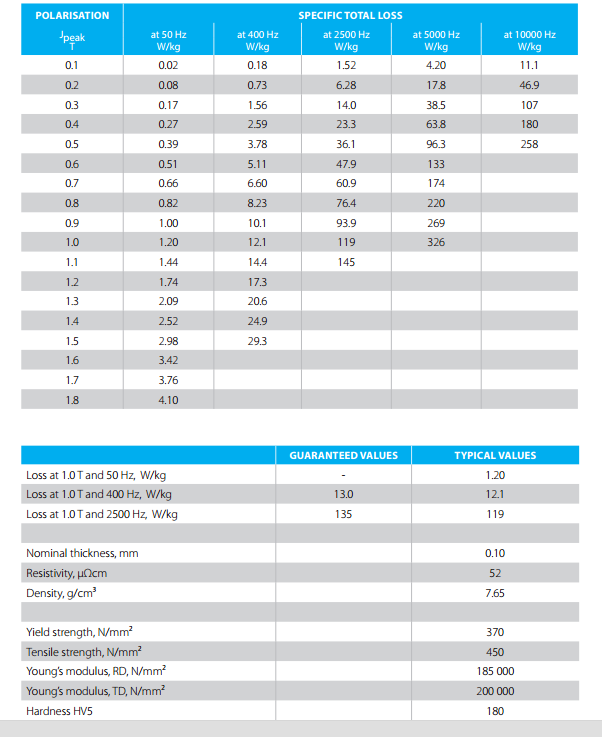 POLARISATION SPECIFIC TOTAL LOSS
Jpeak at 50 Hz at 400 Hz at 2500 Hz at 5000 Hz at 10000 Hz
T W/kg W/kg W/kg W/kg W/kg
0.1 0.02 0.18 1.52 4.20 11.1
0.2 0.08 0.73 6.28 17.8 46.9
0.3 0.17 1.56 14.0 38.5 107
0.4 0.27 2.59 23.3 63.8 180
0.5 0.39 3.78 36.1 96.3 258
0.6 0.51 5.11 47.9 133
0.7 0.66 6.60 60.9 174
0.8 0.82 8.23 76.4 220
0.9 1.00 10.1 93.9 269
1.0 1.20 12.1 119 326
1.1 1.44 14.4 145
1.2 1.74 17.3
1.3 2.09 20.6
1.4 2.52 24.9
1.5 2.98 29.3
1.6 3.42
1.7 3.76
1.8 4.10
GUARANTEED VALUES TYPICAL VALUES
Loss at 1.0 T and 50 Hz, W/kg - 1.20
Loss at 1.0 T and 400 Hz, W/kg 13.0 12.1
Loss at 1.0 T and 2500 Hz, W/kg 135 119
Nominal thickness, mm 0.10
Resistivity, μΩcm 52
Density, g/cm³ 7.65
Yield strength, N/mm² 370
Tensile strength, N/mm² 450
Young's modulus, RD, N/mm² 185 000
Young's modulus, TD, N/mm² 200 000
Hardness HV5 180